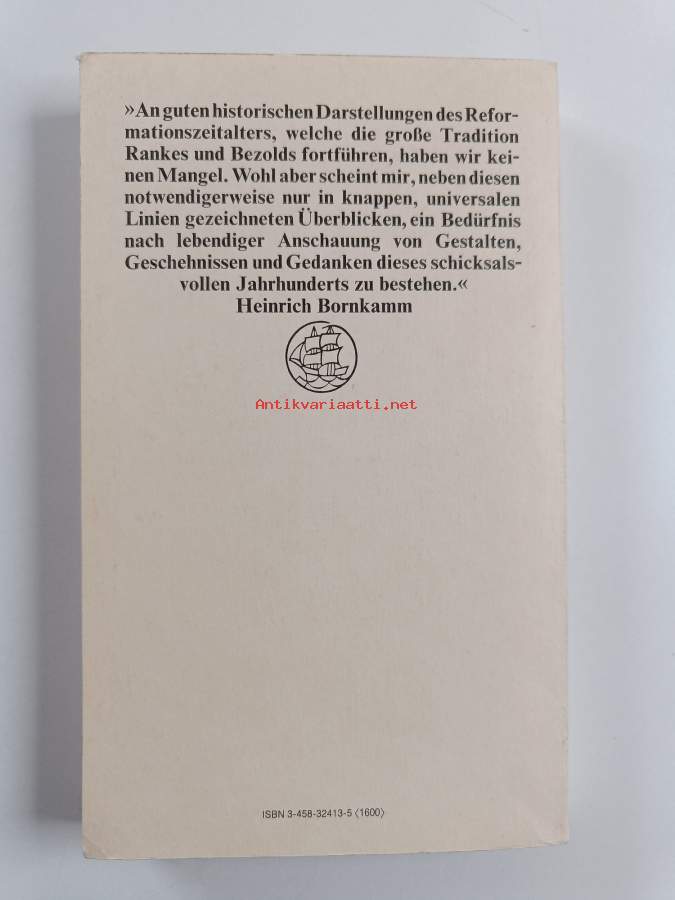 »An guten historischen Darstellungen des Refor-
mationszeitalters, welche die große Tradition
Rankes und Bezolds fortführen, haben wir kei-
nen Mangel. Wohl aber scheint mir, neben diesen
notwendigerweise nur in knappen, universalen
Linien gezeichneten Überblicken, ein Bedürfnis
nach lebendiger Anschauung von Gestalten,
Geschehnissen und Gedanken dieses schicksals-
vollen Jahrhunderts zu bestehen.«
Heinrich Bornkamm
Antikvariaatti.net
ISBN 3-458-32413-5 ⟨1600⟩